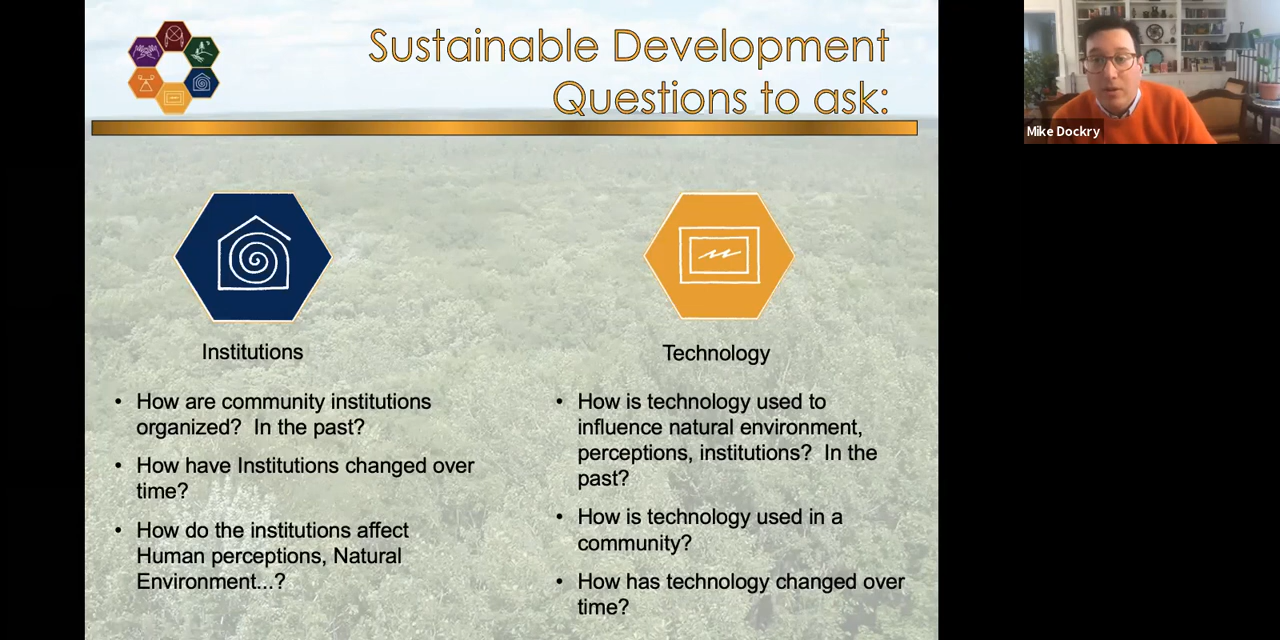 Sustainable Development
Questions to ask:
Mike Dockry
Institutions
• How are community institutions
organized?  In the past?
• How have Institutions changed over
time?
• How do the institutions affect
Human perceptions, Natural
Environment...?
Technology
• How is technology used to
influence natural environment,
perceptions, institutions?  In the
past?
• How is technology used in a
community?
• How has technology changed over
time?